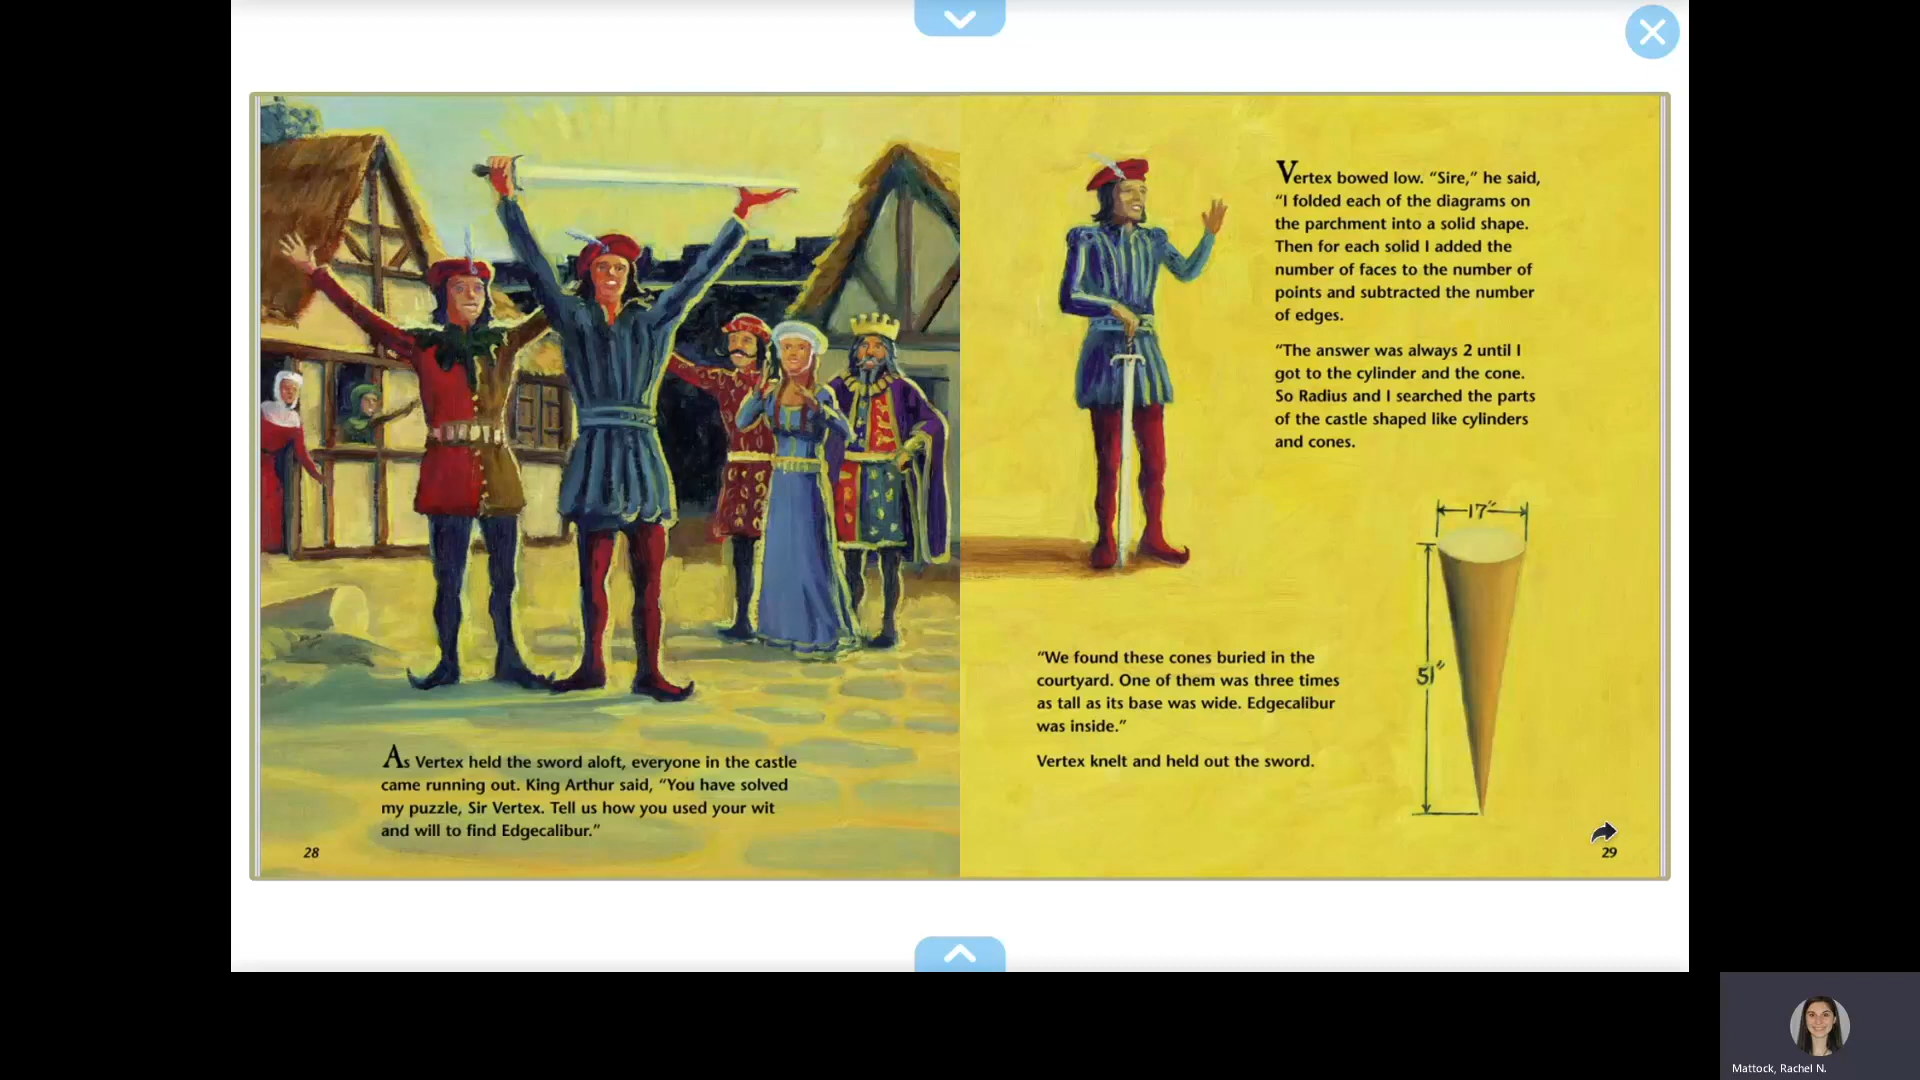 As Vertex held the sword aloft, everyone in the castle
came running out. King Arthur said, “You have solved
my puzzle, Sir Vertex. Tell us how you used your wit
and will to find Edgecalibur.”
28
Vertex bowed low. “Sire,” he said,
“I folded each of the diagrams on
the parchment into a solid shape.
Then for each solid I added the
number of faces to the number of
points and subtracted the number
of edges.
“The answer was always 2 until I
got to the cylinder and the cone.
So Radius and I searched the parts
of the castle shaped like cylinders
and cones.
17″
51″
“We found these cones buried in the
courtyard. One of them was three times
as tall as its base was wide. Edgecalibur
was inside.”
Vertex knelt and held out the sword.
29
Mattock, Rachel N.